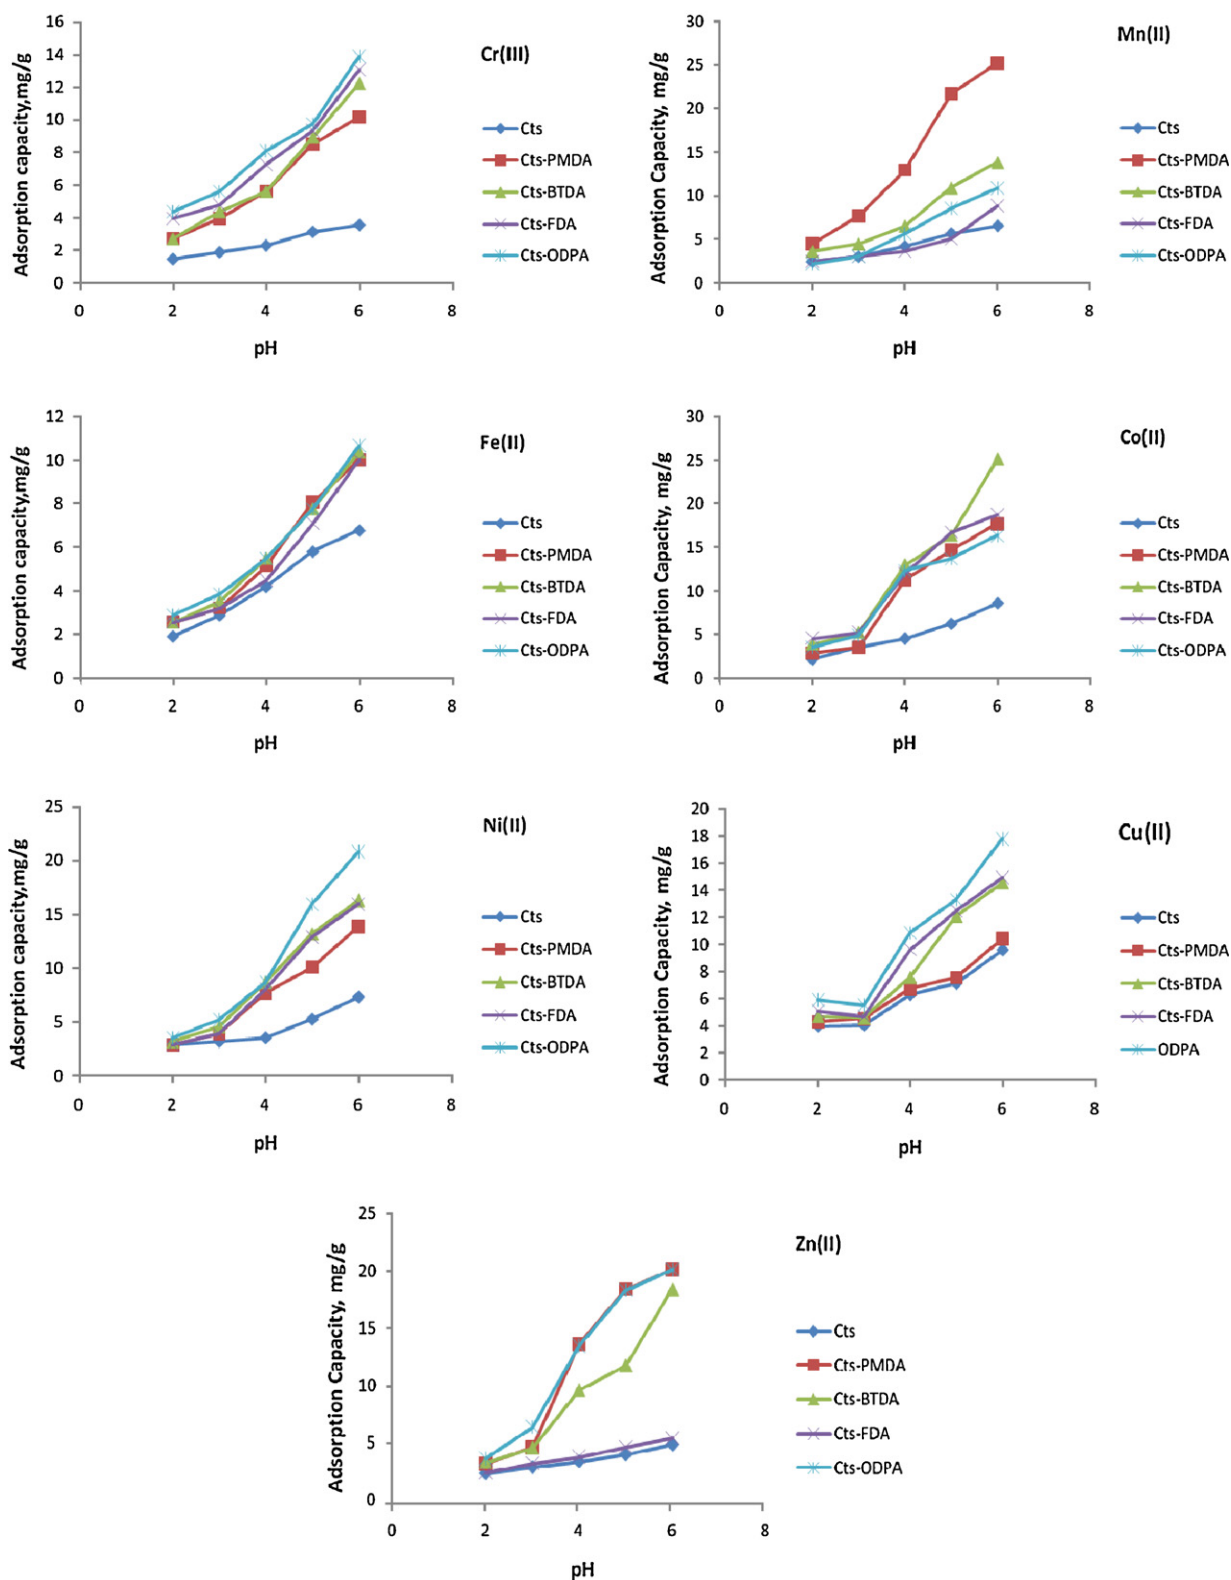 Cr(III)
Adsorption capacity,mg/g
16
14
12
10
8
6
4
2
0
0 2 4 6 8
pH
Cts
Cts-PMDA
Cts-BTDA
Cts-FDA
Cts-ODPA
Mn(II)
Adsorption Capacity, mg/g
30
25
20
15
10
5
0
0 2 4 6 8
pH
Cts
Cts-PMDA
Cts-BTDA
Cts-FDA
Cts-ODPA
Fe(II)
Adsorption capacity,mg/g
12
10
8
6
4
2
0
0 2 4 6 8
pH
Cts
Cts-PMDA
Cts-BTDA
Cts-FDA
Cts-ODPA
Co(II)
Adsorption Capacity, mg/g
30
25
20
15
10
5
0
0 2 4 6 8
pH
Cts
Cts-PMDA
Cts-BTDA
Cts-FDA
Cts-ODPA
Ni(II)
Adsorption capacity,mg/g
25
20
15
10
5
0
0 2 4 6 8
pH
Cts
Cts-PMDA
Cts-BTDA
Cts-FDA
Cts-ODPA
Cu(II)
Adsorption Capacity, mg/g
20
18
16
14
12
10
8
6
4
2
0
0 2 4 6 8
pH
Cts
Cts-PMDA
Cts-BTDA
Cts-FDA
ODPA
Zn(II)
Adsorption Capacity, mg/g
25
20
15
10
5
0
0 2 4 6 8
pH
Cts
Cts-PMDA
Cts-BTDA
Cts-FDA
Cts-ODPA